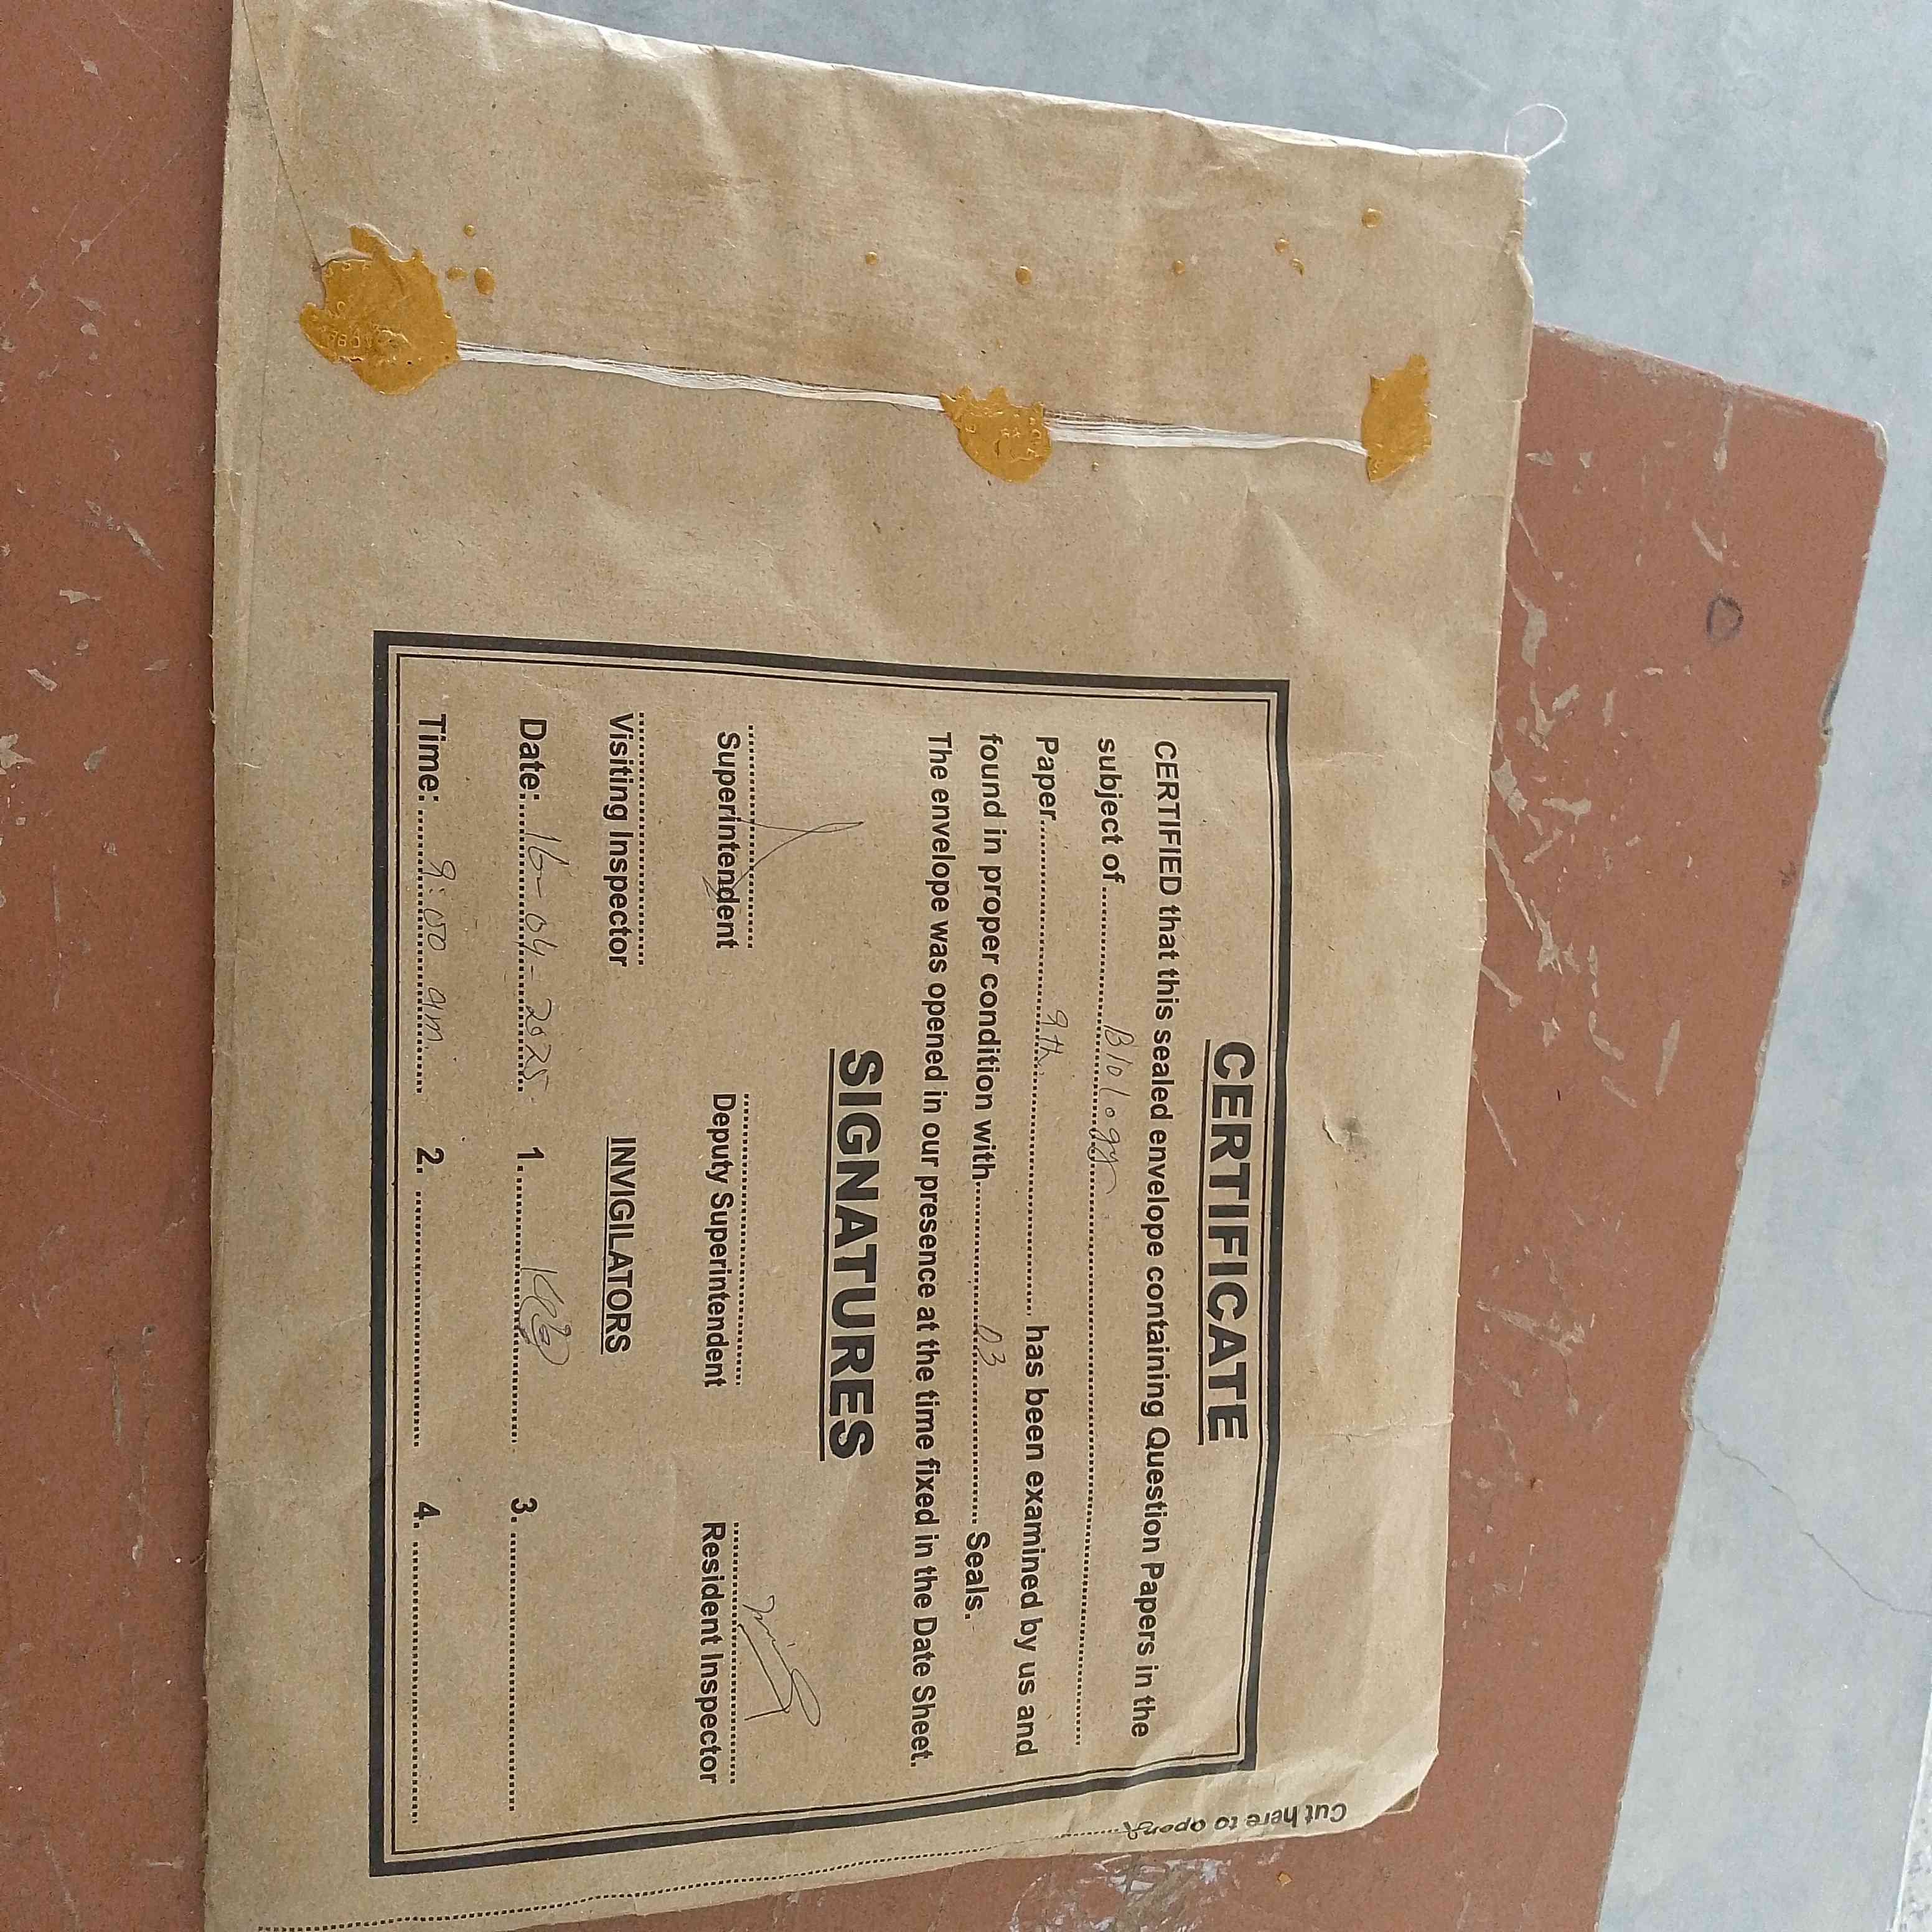 CERTIFICATE
CERTIFIED that this sealed envelope containing Question Papers in the
subject of .......... Biology ..........
Paper .......... 9th .......... has been examined by us and
found in proper condition with .......... 03 .......... Seals.
The envelope was opened in our presence at the time fixed in the Date Sheet.
SIGNATURES
Superintendent Deputy Superintendent Resident Inspector
Visiting Inspector INVIGILATORS
Date: 16-04-2025 1. .......... 3. ..........
Time: 9:00 am. 2. .......... 4. ..........
Cut here to open